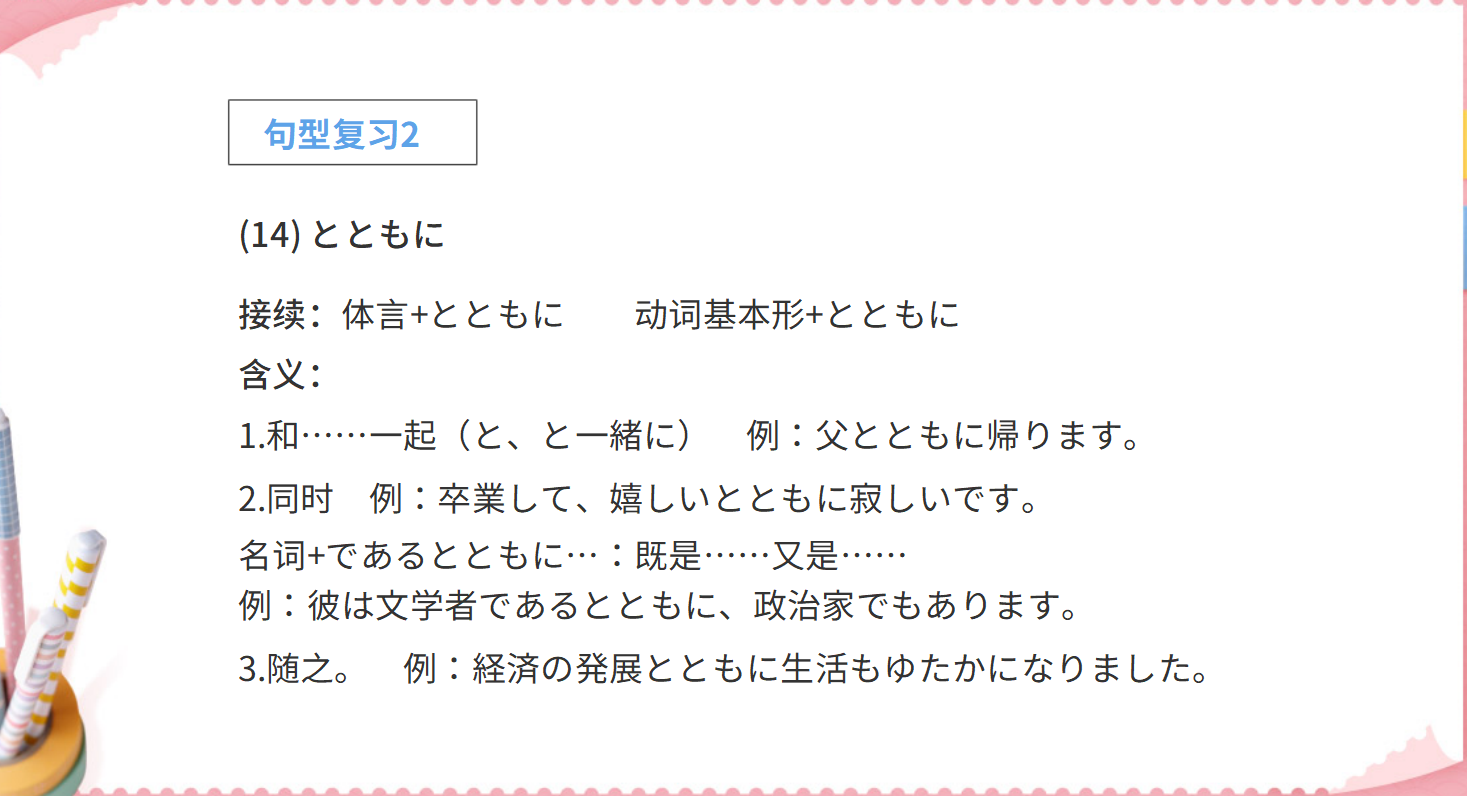 句型复习2
(14) とともに
接续：体言+とともに　　动词基本形+とともに
含义：
1.和……一起（と、と一緒に）　例：父とともに帰ります。
2.同时　例：卒業して、嬉しいとともに寂しいです。
名词+であるとともに…：既是……又是……
例：彼は文学者であるとともに、政治家でもあります。
3.随之。　例：経済の発展とともに生活もゆたかになりました。